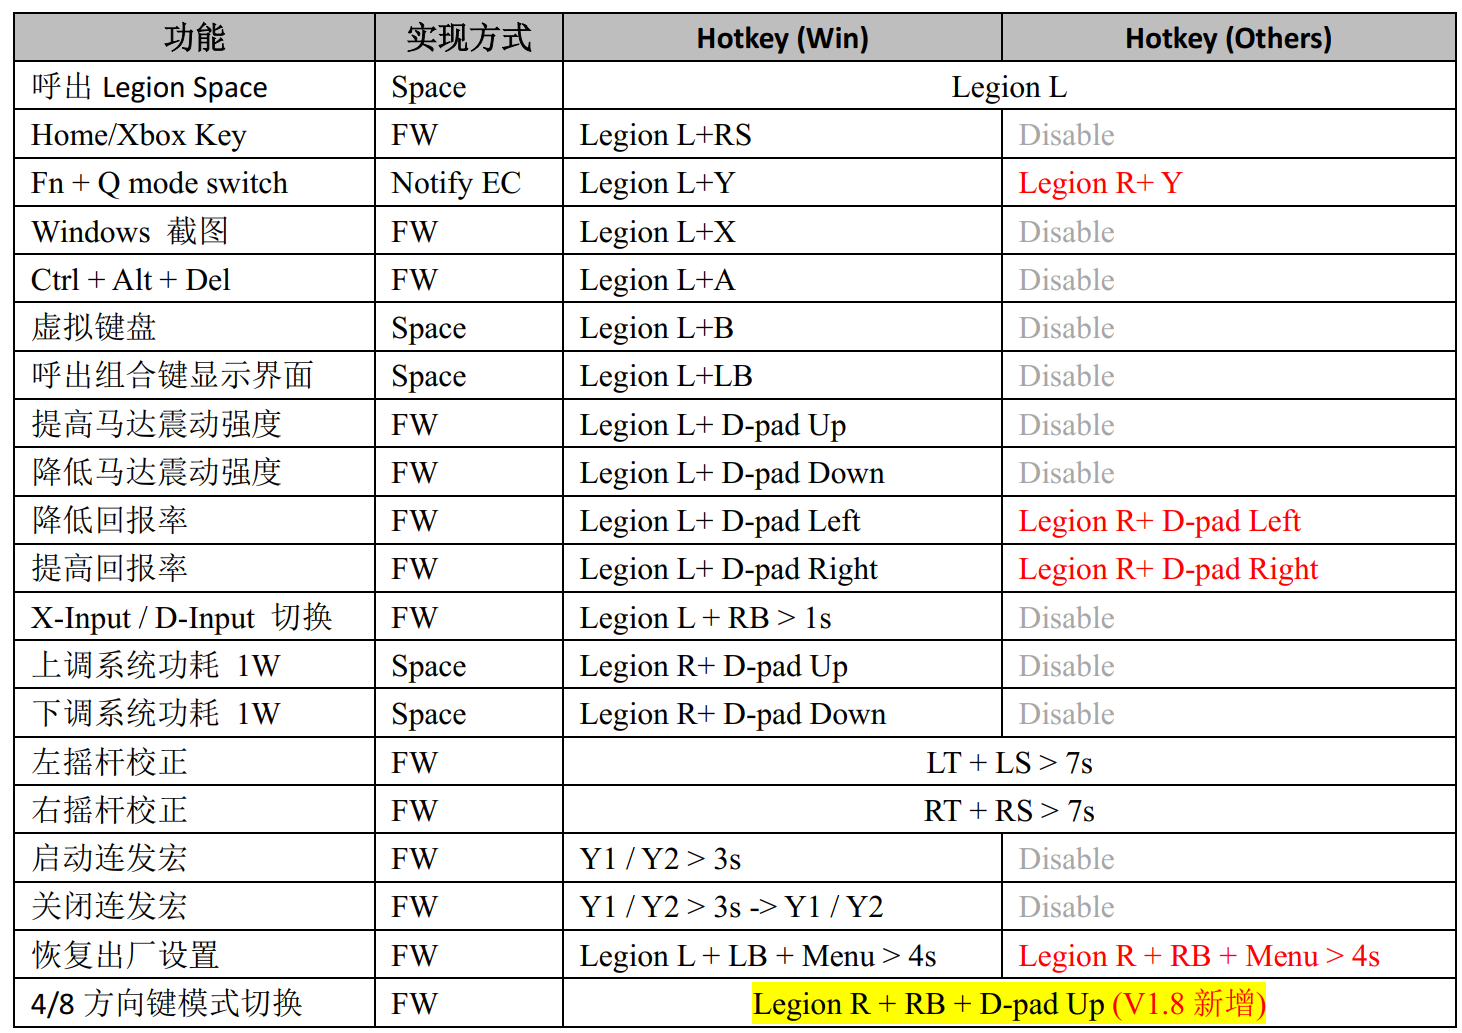 功能 实现方式 Hotkey (Win) Hotkey (Others)
呼出 Legion Space Space Legion L
Home/Xbox Key FW Legion L+RS Disable
Fn + Q mode switch Notify EC Legion L+Y Legion R+ Y
Windows 截图 FW Legion L+X Disable
Ctrl + Alt + Del FW Legion L+A Disable
虚拟键盘 Space Legion L+B Disable
呼出组合键显示界面 Space Legion L+LB Disable
提高马达震动强度 FW Legion L+ D-pad Up Disable
降低马达震动强度 FW Legion L+ D-pad Down Disable
降低回报率 FW Legion L+ D-pad Left Legion R+ D-pad Left
提高回报率 FW Legion L+ D-pad Right Legion R+ D-pad Right
X-Input / D-Input 切换 FW Legion L + RB > 1s Disable
上调系统功耗 1W Space Legion R+ D-pad Up Disable
下调系统功耗 1W Space Legion R+ D-pad Down Disable
左摇杆校正 FW LT + LS > 7s
右摇杆校正 FW RT + RS > 7s
启动连发宏 FW Y1 / Y2 > 3s Disable
关闭连发宏 FW Y1 / Y2 > 3s -> Y1 / Y2 Disable
恢复出厂设置 FW Legion L + LB + Menu > 4s Legion R + RB + Menu > 4s
4/8 方向键模式切换 FW Legion R + RB + D-pad Up (V1.8 新增)